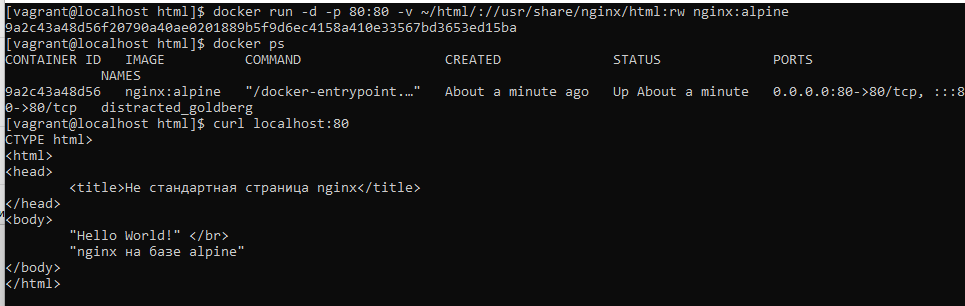 [vagrant@localhost html]$ docker run -d -p 80:80 -v ~/html/://usr/share/nginx/html:rw nginx:alpine
9a2c43a48d56f20790a40ae0201889b5f9d6ec4158a410e33567bd3653ed15ba
[vagrant@localhost html]$ docker ps
CONTAINER ID   IMAGE          COMMAND                  CREATED              STATUS              PORTS
            NAMES
9a2c43a48d56   nginx:alpine   "/docker-entrypoint.…"   About a minute ago   Up About a minute   0.0.0.0:80->80/tcp, :::8
0->80/tcp   distracted_goldberg
[vagrant@localhost html]$ curl localhost:80
CTYPE html>
<html>
<head>
        <title>Не стандартная страница nginx</title>
</head>
<body>
        "Hello World!" </br>
        "nginx на базе alpine"
</body>
</html>